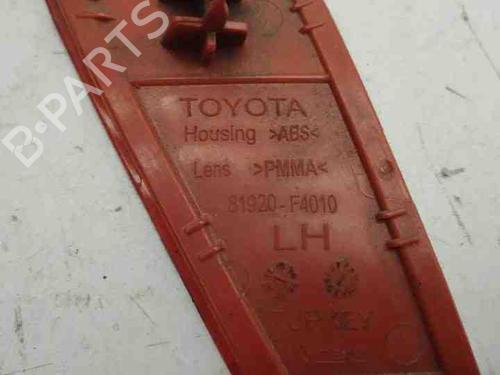 B-PARTS
TOYOTA
Housing >ABS<
Lens >PMMA<
81920-F4010
LH